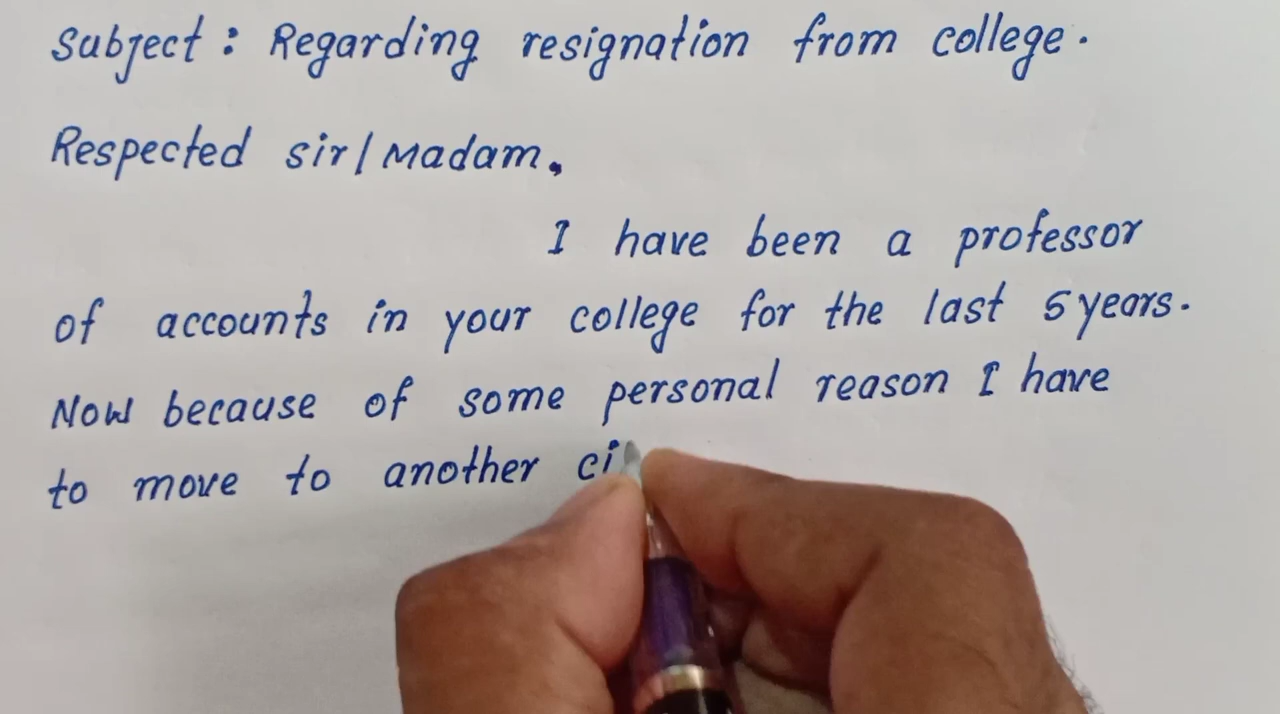 Subject : Regarding resignation from college.
Respected sir/Madam,
I have been a professor
of accounts in your college for the last 5 years.
Now because of some personal reason I have
to move to another ci